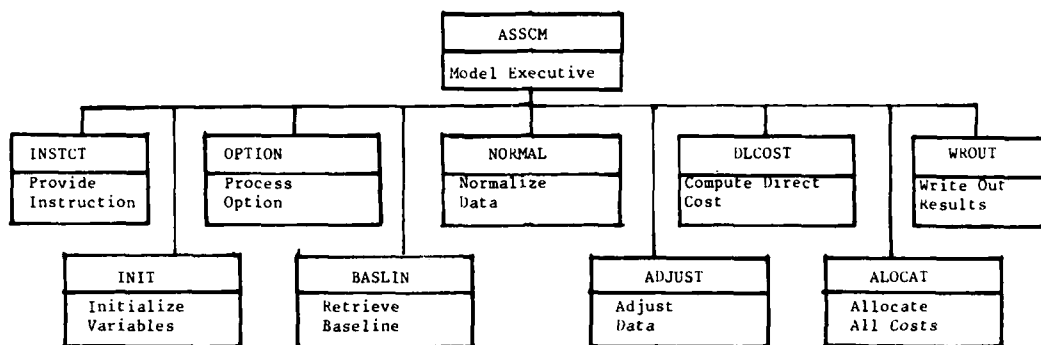 ASSCM
Model Executive
INSTCT
Provide
Instruction
OPTION
Process
Option
NORMAL
Normalize
Data
DLCOST
Compute Direct
Cost
WROUT
Write Out
Results
INIT
Initialize
Variables
BASLIN
Retrieve
Baseline
ADJUST
Adjust
Data
ALOCAT
Allocate
All Costs